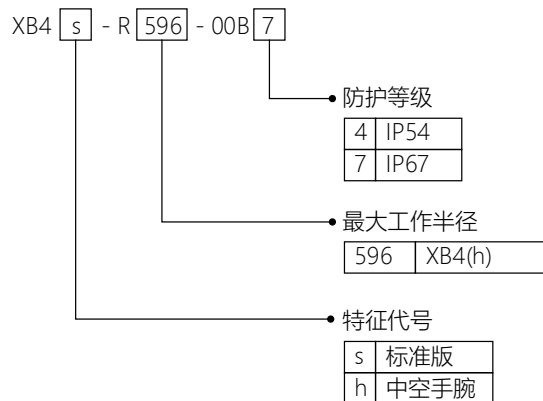 XB4 s - R 596 - 00B 7
防护等级
4 IP54
7 IP67
最大工作半径
596 XB4(h)
特征代号
s 标准版
h 中空手腕